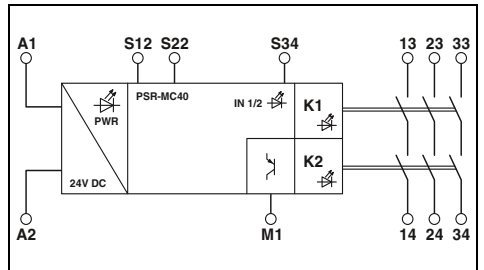 A1 S12 S22 S34 13 23 33
PSR-MC40 IN 1/2 K1
PWR
K2
24V DC
A2 M1 14 24 34